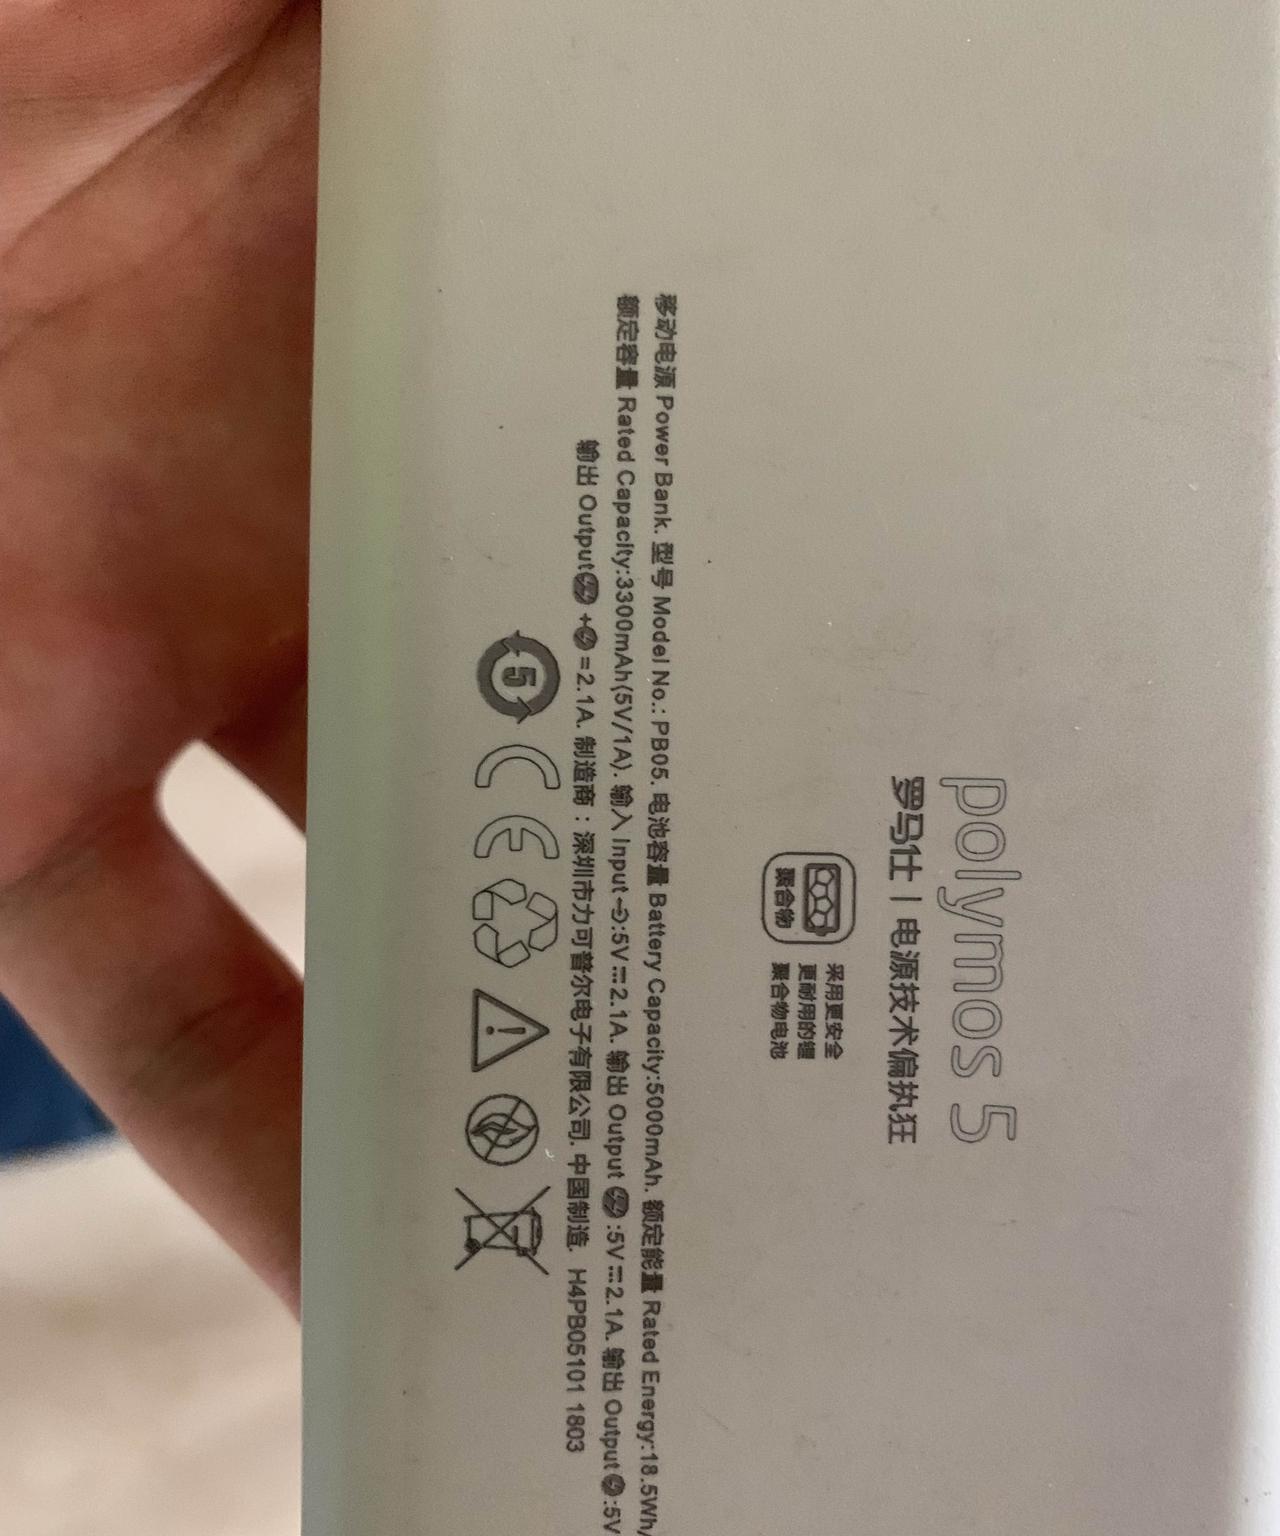 polymos 5
罗马仕 | 电源技术偏执狂
聚合物
采用更安全
更耐用的锂
聚合物电池
移动电源 Power Bank. 型号 Model No.: PB05. 电池容量 Battery Capacity:5000mAh. 额定能量 Rated Energy:18.5Wh/
额定容量 Rated Capacity:3300mAh(5V/1A). 输入 Input :5V⎓2.1A. 输出 Output :5V⎓2.1A. 输出 Output :5V
输出 Output + =2.1A. 制造商：深圳市力可普尔电子有限公司. 中国制造. H4PB05101 1803
5
CE